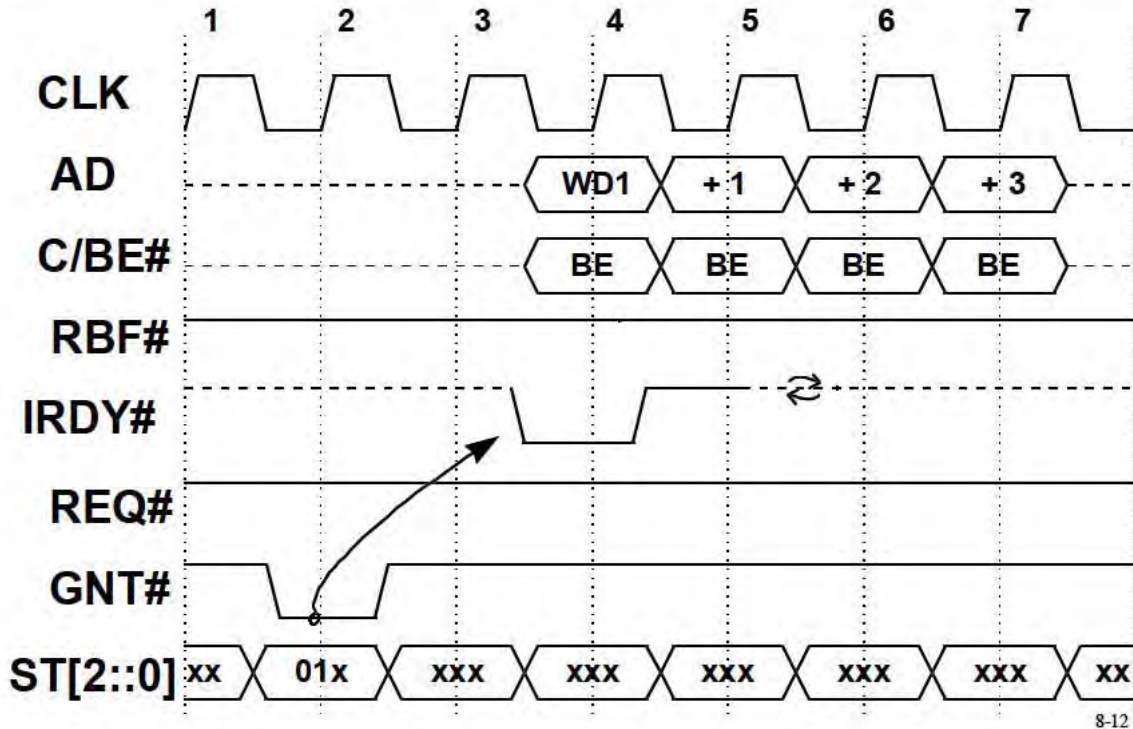 1 2 3 4 5 6 7
CLK
AD WD1 + 1 + 2 + 3
C/BE# BE BE BE BE
RBF#
IRDY#
REQ#
GNT#
ST[2::0] xx 01x xxx xxx xxx xxx xxx xx
8-12